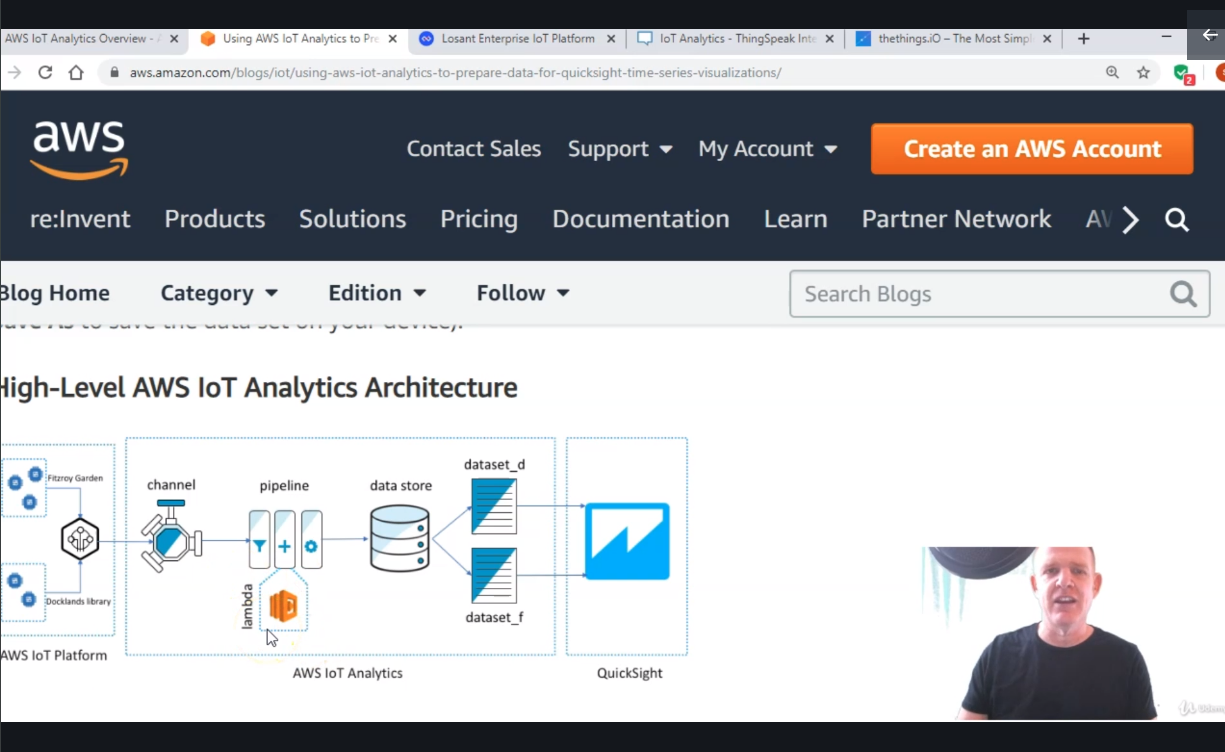 AWS IoT Analytics Overview -
Using AWS IoT Analytics to Pre
Losant Enterprise IoT Platform
IoT Analytics - ThingSpeak Inte
thethings.iO – The Most Simpl
aws.amazon.com/blogs/iot/using-aws-iot-analytics-to-prepare-data-for-quicksight-time-series-visualizations/
2
aws
Contact Sales
Support
My Account
Create an AWS Account
re:Invent
Products
Solutions
Pricing
Documentation
Learn
Partner Network
AW
Blog Home
Category
Edition
Follow
Search Blogs
Save As to save the data set on your device).
High-Level AWS IoT Analytics Architecture
Fitzroy Garden
Docklands library
AWS IoT Platform
channel
pipeline
data store
dataset_d
dataset_f
lambda
AWS IoT Analytics
QuickSight
Udemy